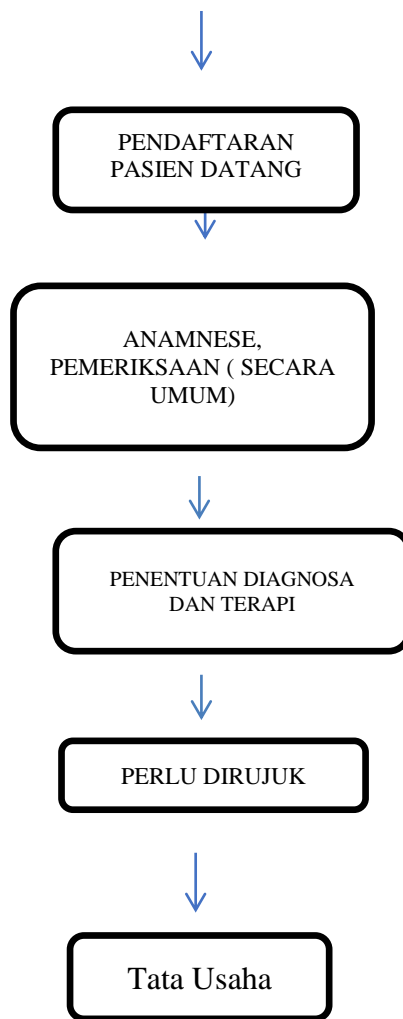 PENDAFTARAN
PASIEN DATANG
ANAMNESE,
PEMERIKSAAN ( SECARA
UMUM)
PENENTUAN DIAGNOSA
DAN TERAPI
PERLU DIRUJUK
Tata Usaha